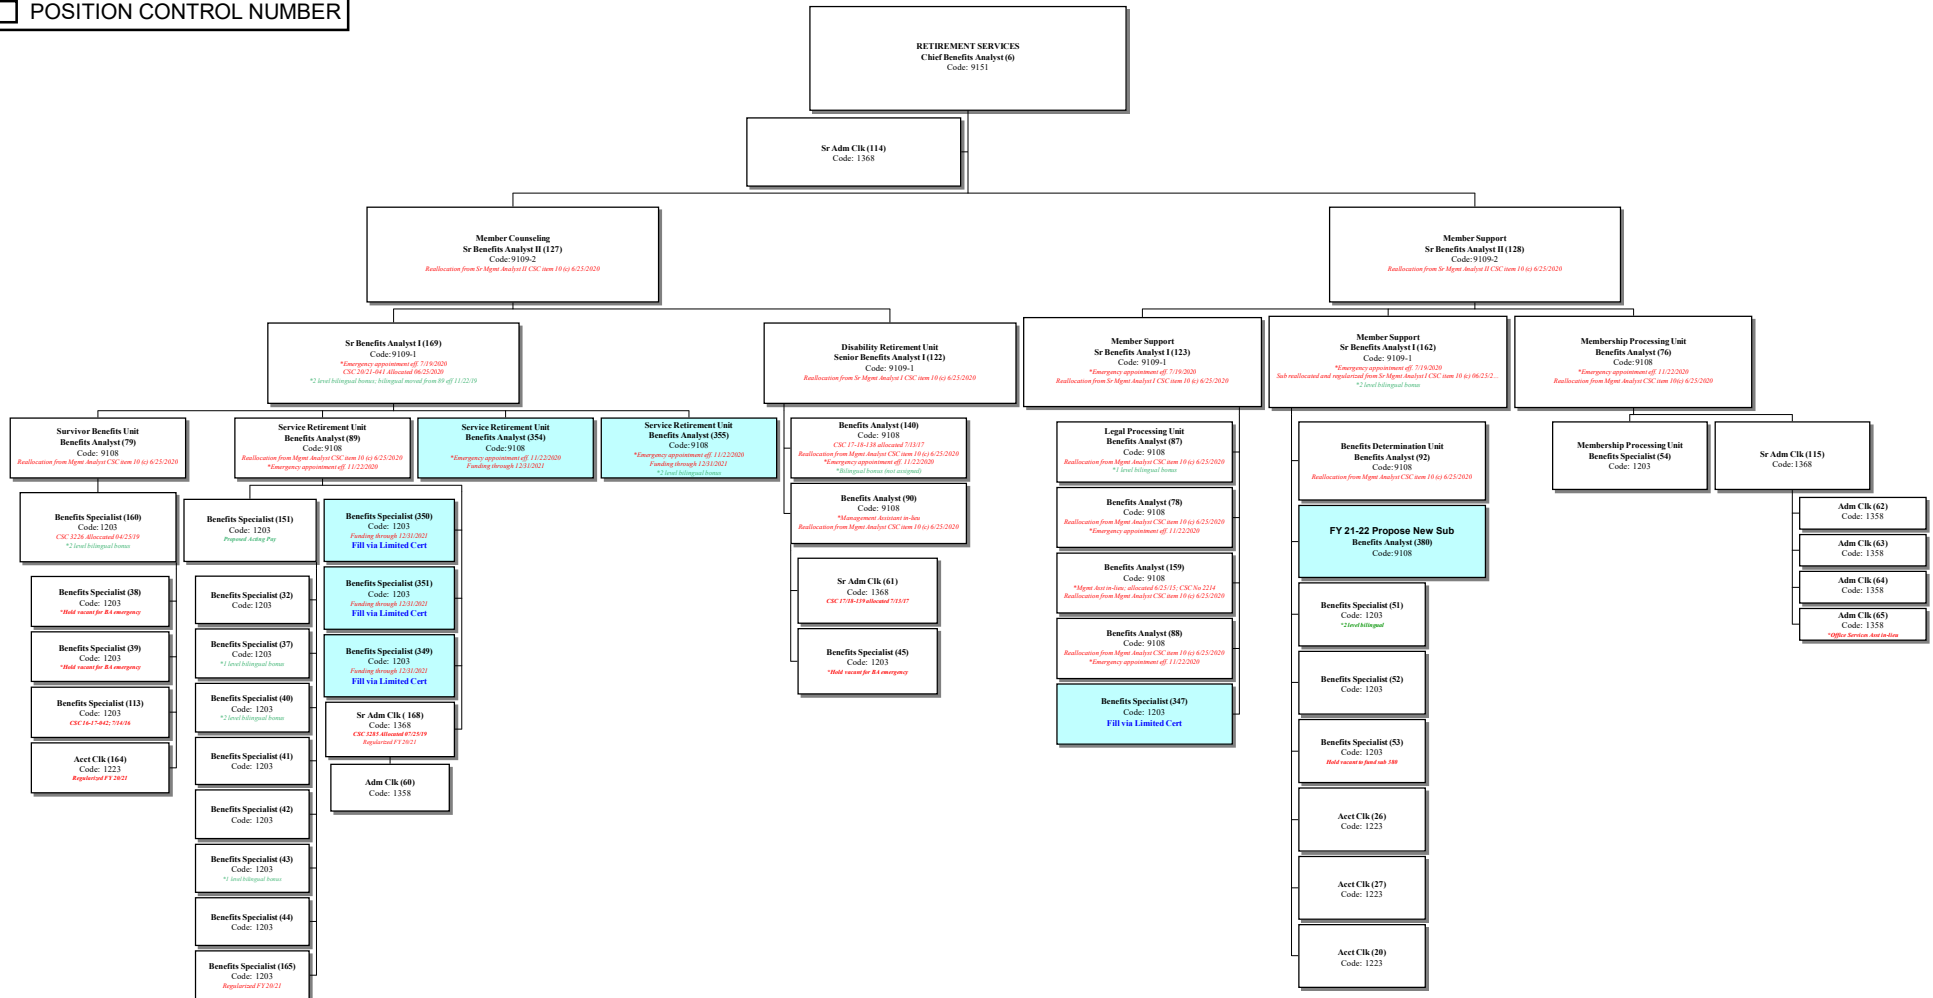 POSITION CONTROL NUMBER
RETIREMENT SERVICES
Chief Benefits Analyst (6)
Code: 9151
Sr Adm Clk (114)
Code: 1368
Member Counseling
Sr Benefits Analyst II (127)
Code: 9109-2
Reallocation from Sr Mgmt Analyst II CSC item 10 (c) 6/25/2020
Member Support
Sr Benefits Analyst II (128)
Code: 9109-2
Reallocation from Sr Mgmt Analyst II CSC item 10 (c) 6/25/2020
Sr Benefits Analyst I (169)
Code: 9109-1
*Emergency appointment eff. 7/19/2020
CSC 20/21-041 Allocated 06/25/2020
*2 level bilingual bonus; bilingual moved from 89 eff 11/22/19
Disability Retirement Unit
Senior Benefits Analyst I (122)
Code: 9109-1
Reallocation from Sr Mgmt Analyst I CSC item 10 (c) 6/25/2020
Member Support
Sr Benefits Analyst I (123)
Code: 9109-1
*Emergency appointment eff. 7/19/2020
Reallocation from Sr Mgmt Analyst I CSC item 10 (c) 6/25/2020
Member Support
Sr Benefits Analyst I (162)
Code: 9109-1
*Emergency appointment eff. 7/19/2020
Sub reallocated and regularized from Sr Mgmt Analyst I CSC item 10 (c) 06/25/2...
*2 level bilingual bonus
Membership Processing Unit
Benefits Analyst (76)
Code: 9108
*Emergency appointment eff. 11/22/2020
Reallocation from Mgmt Analyst CSC item 10(c) 6/25/2020
Survivor Benefits Unit
Benefits Analyst (79)
Code: 9108
Reallocation from Mgmt Analyst CSC item 10 (c) 6/25/2020
Service Retirement Unit
Benefits Analyst (89)
Code: 9108
Reallocation from Mgmt Analyst CSC item 10 (c) 6/25/2020
*Emergency appointment eff. 11/22/2020
Service Retirement Unit
Benefits Analyst (354)
Code: 9108
*Emergency appointment eff. 11/22/2020
Funding through 12/31/2021
Service Retirement Unit
Benefits Analyst (355)
Code: 9108
*Emergency appointment eff. 11/22/2020
Funding through 12/31/2021
*2 level bilingual bonus
Benefits Specialist (160)
Code: 1203
CSC 3226 Alloccated 04/25/19
*2 level bilingual bonus
Benefits Specialist (38)
Code: 1203
*Hold vacant for BA emergency
Benefits Specialist (39)
Code: 1203
*Hold vacant for BA emergency
Benefits Specialist (113)
Code: 1203
CSC 16-17-042; 7/14/16
Acct Clk (164)
Code: 1223
Regularized FY 20/21
Benefits Specialist (151)
Code: 1203
Proposed Acting Pay
Benefits Specialist (32)
Code: 1203
Benefits Specialist (37)
Code: 1203
*1 level bilingual bonus
Benefits Specialist (40)
Code: 1203
*2 level bilingual bonus
Benefits Specialist (41)
Code: 1203
Benefits Specialist (42)
Code: 1203
Benefits Specialist (43)
Code: 1203
*1 level bilingual bonus
Benefits Specialist (44)
Code: 1203
Benefits Specialist (165)
Code: 1203
Regularized FY 20/21
Benefits Specialist (350)
Code: 1203
Funding through 12/31/2021
Fill via Limited Cert
Benefits Specialist (351)
Code: 1203
Funding through 12/31/2021
Fill via Limited Cert
Benefits Specialist (349)
Code: 1203
Funding through 12/31/2021
Fill via Limited Cert
Sr Adm Clk ( 168)
Code: 1368
CSC 3285 Allocated 07/25/19
Regularized FY 20/21
Adm Clk (60)
Code: 1358
Benefits Analyst (140)
Code: 9108
CSC 17-18-138 allocated 7/13/17
Reallocation from Mgmt Analyst CSC item 10 (c) 6/25/2020
*Emergency appointment eff. 11/22/2020
*Bilingual bonus (not assigned)
Benefits Analyst (90)
Code: 9108
*Management Assistant in-lieu
Reallocation from Mgmt Analyst CSC item 10 (c) 6/25/2020
Sr Adm Clk (61)
Code: 1368
CSC 17/18-139 allocated 7/13/17
Benefits Specialist (45)
Code: 1203
*Hold vacant for BA emergency
Legal Processing Unit
Benefits Analyst (87)
Code: 9108
Reallocation from Mgmt Analyst CSC item 10 (c) 6/25/2020
*1 level bilingual bonus
Benefits Analyst (78)
Code: 9108
Reallocation from Mgmt Analyst CSC item 10 (c) 6/25/2020
*Emergency appointment eff. 11/22/2020
Benefits Analyst (159)
Code: 9108
*Mgmt Asst in-lieu; allocated 6/25/15; CSC No 2214
Reallocation from Mgmt Analyst CSC item 10 (c) 6/25/2020
Benefits Analyst (88)
Code: 9108
Reallocation from Mgmt Analyst CSC item 10 (c) 6/25/2020
*Emergency appointment eff. 11/22/2020
Benefits Specialist (347)
Code: 1203
Fill via Limited Cert
Benefits Determination Unit
Benefits Analyst (92)
Code: 9108
Reallocation from Mgmt Analyst CSC item 10 (c) 6/25/2020
FY 21-22 Propose New Sub
Benefits Analyst (380)
Code: 9108
Benefits Specialist (51)
Code: 1203
*2 level bilingual
Benefits Specialist (52)
Code: 1203
Benefits Specialist (53)
Code: 1203
Hold vacant to fund sub 380
Acct Clk (26)
Code: 1223
Acct Clk (27)
Code: 1223
Acct Clk (20)
Code: 1223
Membership Processing Unit
Benefits Specialist (54)
Code: 1203
Sr Adm Clk (115)
Code: 1368
Adm Clk (62)
Code: 1358
Adm Clk (63)
Code: 1358
Adm Clk (64)
Code: 1358
Adm Clk (65)
Code: 1358
*Office Services Asst in-lieu